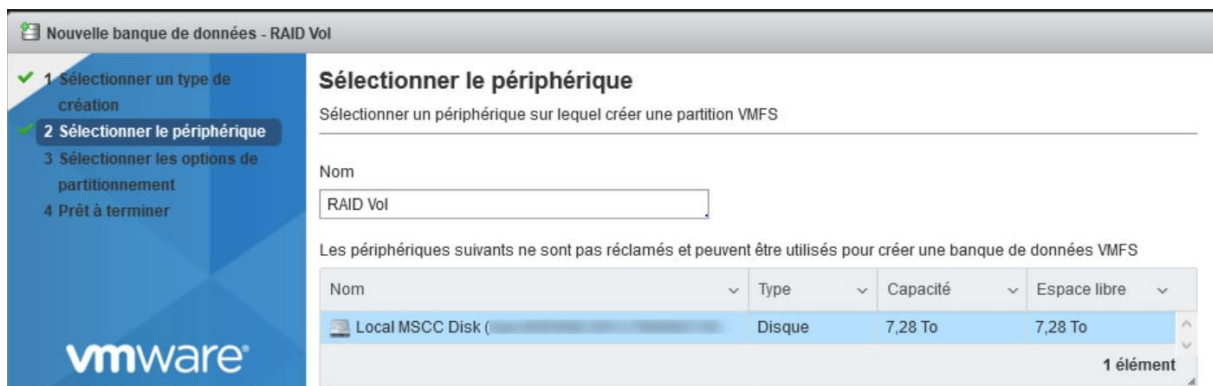 Nouvelle banque de données - RAID Vol
1 Sélectionner un type de
création
2 Sélectionner le périphérique
3 Sélectionner les options de
partitionnement
4 Prêt à terminer
vmware®
Sélectionner le périphérique
Sélectionner un périphérique sur lequel créer une partition VMFS
Nom
RAID Vol
Les périphériques suivants ne sont pas réclamés et peuvent être utilisés pour créer une banque de données VMFS
Nom Type Capacité Espace libre
Local MSCC Disk ( Disque 7,28 To 7,28 To
1 élément